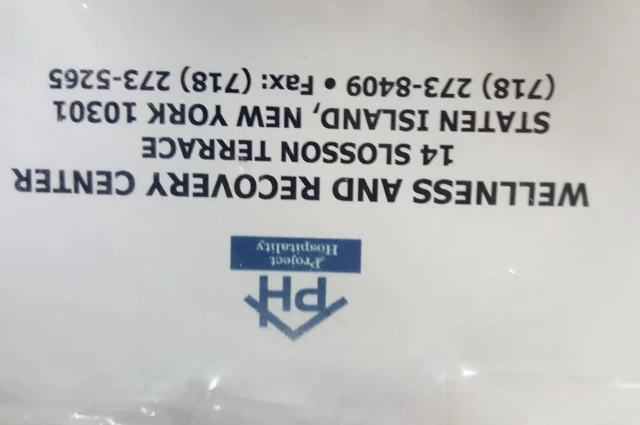 PH
Project
Hospitality
WELLNESS AND RECOVERY CENTER
14 SLOSSON TERRACE
STATEN ISLAND, NEW YORK 10301
(718) 273-8409 • Fax: (718) 273-5265